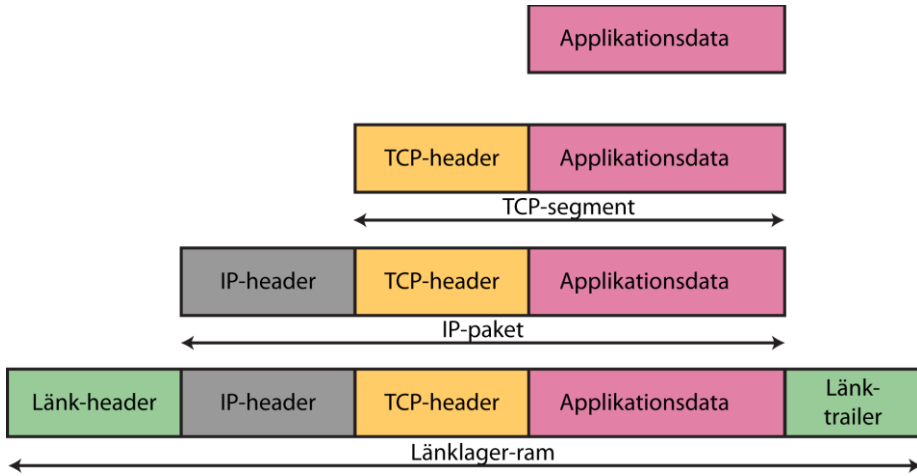 Applikationsdata
TCP-header Applikationsdata
TCP-segment
IP-header TCP-header Applikationsdata
IP-paket
Länk-header IP-header TCP-header Applikationsdata Länk-
trailer
Länklager-ram